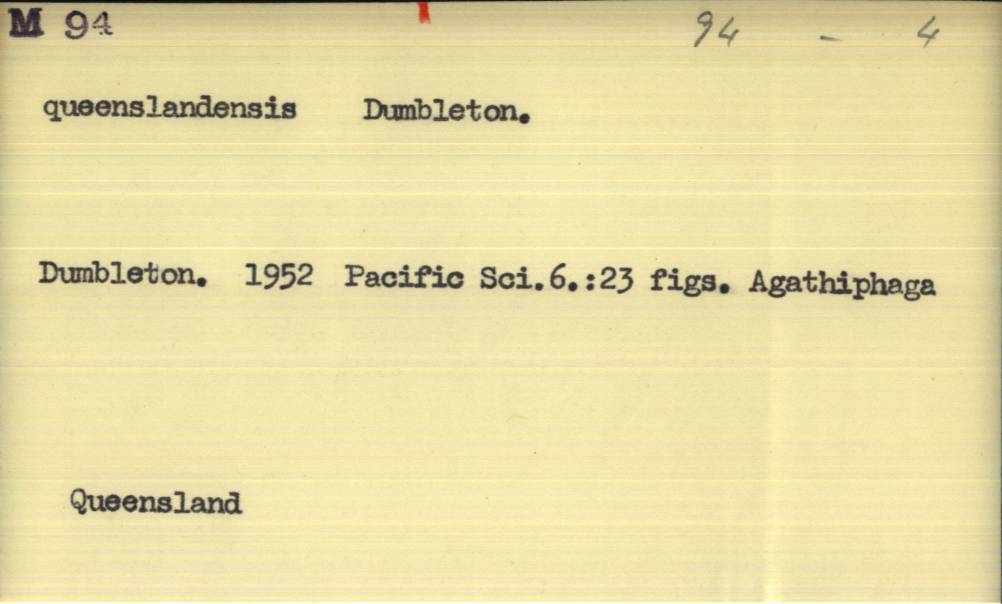 M 94 94 - 4
queenslandensis Dumbleton.
Dumbleton. 1952 Pacific Sci.6.:23 figs. Agathiphaga
Queensland